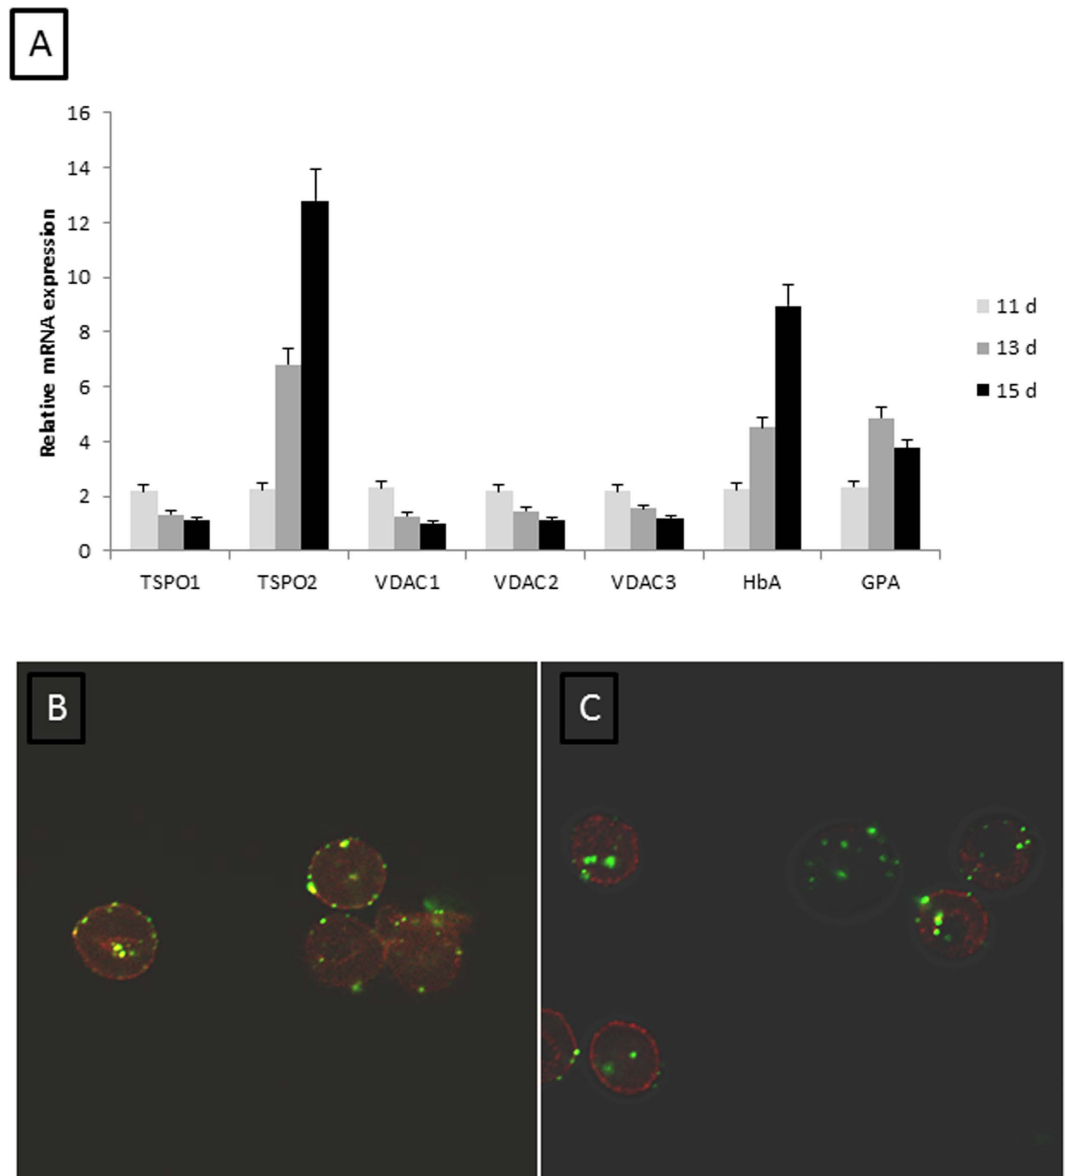 A
16
14
12
10
8
6
4
2
0
Relative mRNA expression
TSPO1 TSPO2 VDAC1 VDAC2 VDAC3 HbA GPA
11 d
13 d
15 d
B
C